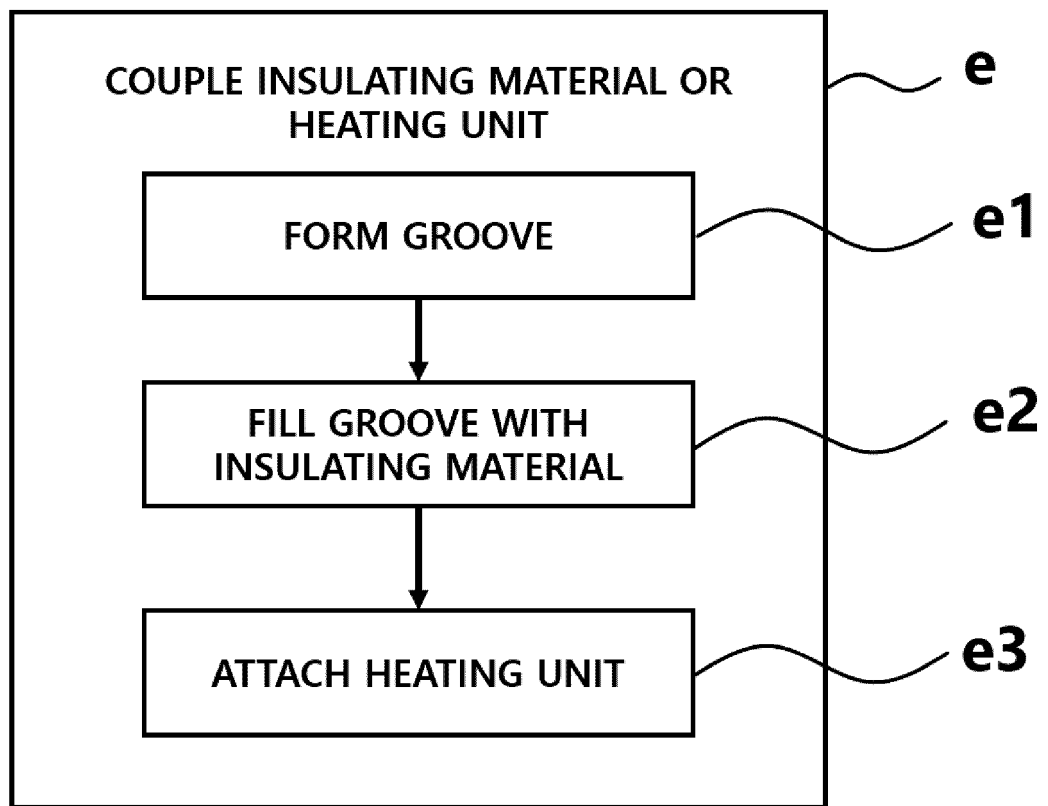 COUPLE INSULATING MATERIAL OR
HEATING UNIT
e
FORM GROOVE
e1
FILL GROOVE WITH
INSULATING MATERIAL
e2
ATTACH HEATING UNIT
e3